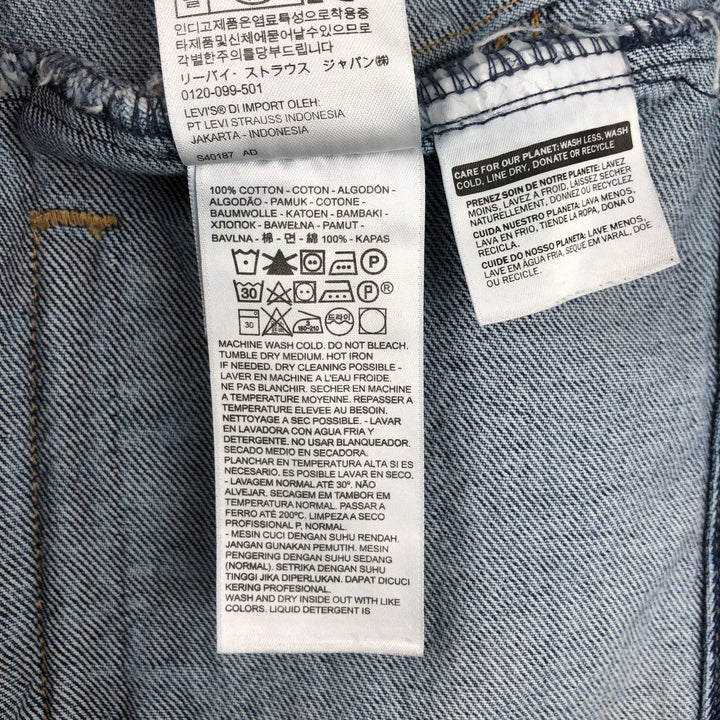 인디고제품은염료특성으로착용중
타제품및신체에묻어날수있으므로
각별한주의를당부드립니다.
リーバイ・ストラウス ジャパン㈱
0120-099-501
LEVI'S® DI IMPORT OLEH:
PT LEVI STRAUSS INDONESIA
JAKARTA - INDONESIA
S40187 AD
100% COTTON - COTON - ALGODÓN -
ALGODÃO - PAMUK - COTONE -
BAUMWOLLE - KATOEN - BAMBAKI -
ХЛОПОК - BAWEŁNA - PAMUT -
BAVLNA - 棉 - 면 - 綿 100% - KAPAS
P
30 P ®
30 180-210 드라이
MACHINE WASH COLD. DO NOT BLEACH.
TUMBLE DRY MEDIUM. HOT IRON
IF NEEDED. DRY CLEANING POSSIBLE -
LAVER EN MACHINE A L'EAU FROIDE.
NE PAS BLANCHIR. SECHER EN MACHINE
A TEMPERATURE MOYENNE. REPASSER A
TEMPERATURE ELEVEE AU BESOIN.
NETTOYAGE A SEC POSSIBLE. - LAVAR
EN LAVADORA CON AGUA FRIA Y
DETERGENTE. NO USAR BLANQUEADOR.
SECADO MEDIO EN SECADORA.
PLANCHAR EN TEMPERATURA ALTA SI ES
NECESARIO. ES POSIBLE LAVAR EN SECO.
- LAVAGEM NORMAL ATÉ 30º. NÃO
ALVEJAR. SECAGEM EM TAMBOR EM
TEMPERATURA NORMAL. PASSAR A
FERRO ATÉ 200ºC. LIMPEZA A SECO
PROFISSIONAL P, NORMAL.
- MESIN CUCI DENGAN SUHU RENDAH.
JANGAN GUNAKAN PEMUTIH. MESIN
PENGERING DENGAN SUHU SEDANG
(NORMAL). SETRIKA DENGAN SUHU
TINGGI JIKA DIPERLUKAN. DAPAT DICUCI
KERING PROFESIONAL.
WASH AND DRY INSIDE OUT WITH LIKE
COLORS. LIQUID DETERGENT IS
CARE FOR OUR PLANET: WASH LESS, WASH
COLD, LINE DRY, DONATE OR RECYCLE
PRENEZ SOIN DE NOTRE PLANÈTE: LAVEZ
MOINS, LAVEZ À FROID, LAISSEZ SÉCHER
NATURELLEMENT, DONNEZ OU RECYCLEZ
CUIDA NUESTRO PLANETA: LAVA MENOS,
LAVA EN FRIO, TIENDE LA ROPA, DONA O
RECICLA.
CUIDE DO NOSSO PLANETA: LAVE MENOS,
LAVE EM ÁGUA FRIA, SEQUE EM VARAL, DOE
OU RECICLE.